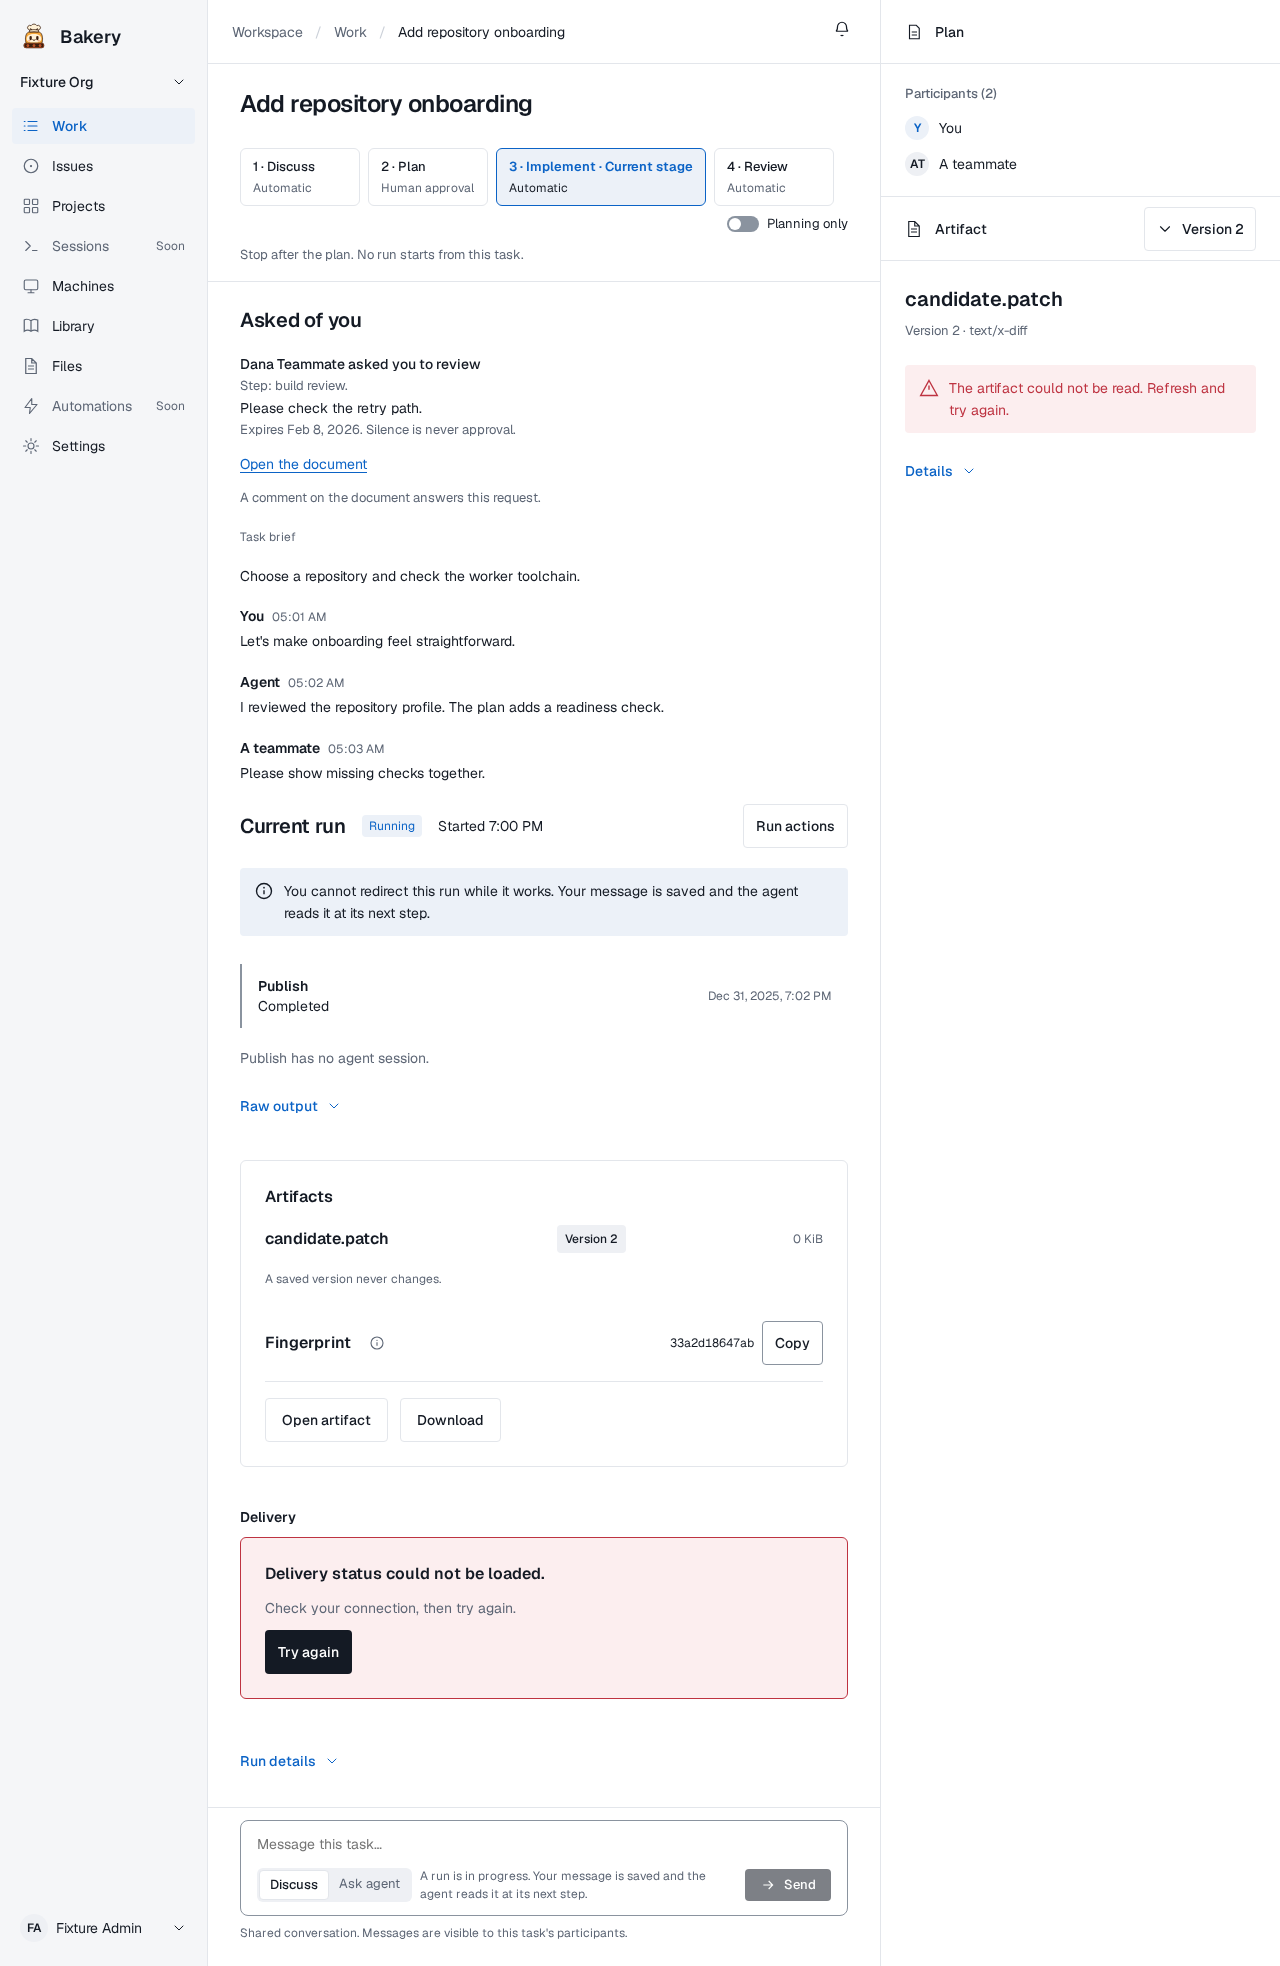 Bakery
Fixture Org
Work
Issues
Projects
Sessions Soon
Machines
Library
Files
Automations Soon
Settings
FA Fixture Admin
Workspace / Work / Add repository onboarding
Add repository onboarding
1 · Discuss
Automatic
2 · Plan
Human approval
3 · Implement · Current stage
Automatic
4 · Review
Automatic
Planning only
Stop after the plan. No run starts from this task.
Asked of you
Dana Teammate asked you to review
Step: build review.
Please check the retry path.
Expires Feb 8, 2026. Silence is never approval.
Open the document
A comment on the document answers this request.
Task brief
Choose a repository and check the worker toolchain.
You 05:01 AM
Let's make onboarding feel straightforward.
Agent 05:02 AM
I reviewed the repository profile. The plan adds a readiness check.
A teammate 05:03 AM
Please show missing checks together.
Current run Running Started 7:00 PM Run actions
You cannot redirect this run while it works. Your message is saved and the agent
reads it at its next step.
Publish
Completed
Dec 31, 2025, 7:02 PM
Publish has no agent session.
Raw output
Artifacts
candidate.patch Version 2 0 KiB
A saved version never changes.
Fingerprint 33a2d18647ab Copy
Open artifact Download
Delivery
Delivery status could not be loaded.
Check your connection, then try again.
Try again
Run details
Message this task...
Discuss Ask agent
A run is in progress. Your message is saved and the
agent reads it at its next step.
Send
Shared conversation. Messages are visible to this task's participants.
Plan
Participants (2)
Y You
AT A teammate
Artifact Version 2
candidate.patch
Version 2 · text/x-diff
The artifact could not be read. Refresh and
try again.
Details